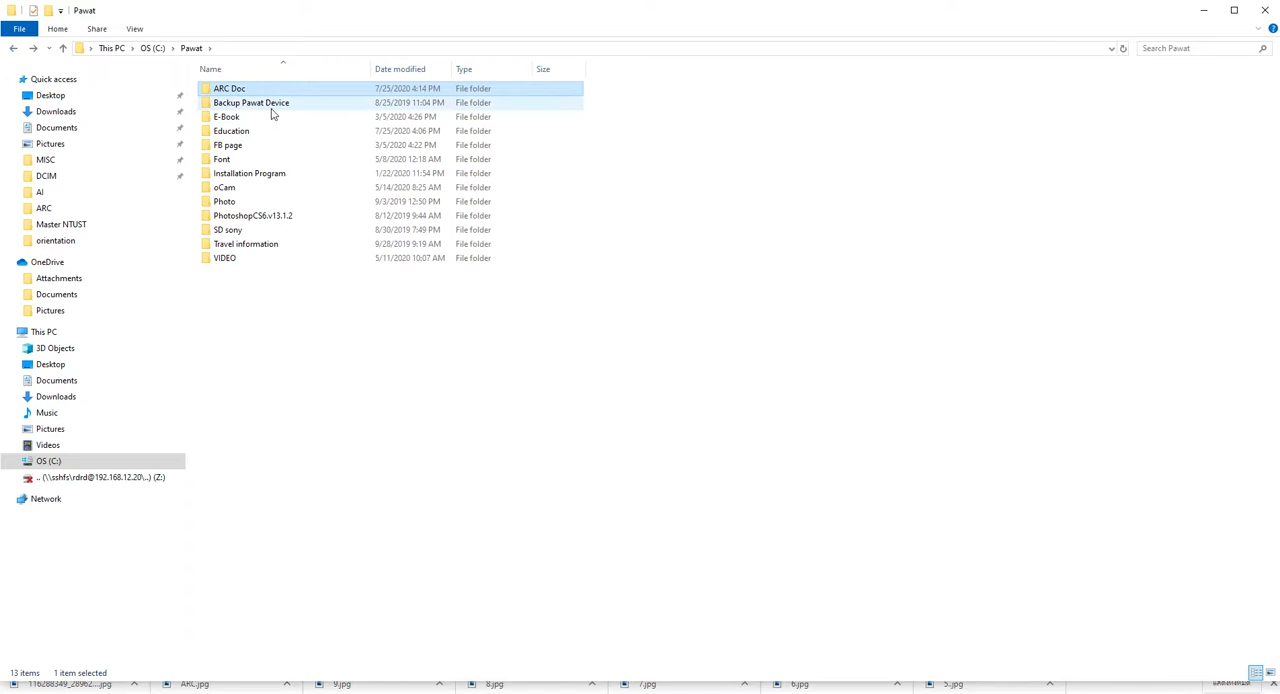 Pawat
File Home Share View
This PC OS (C:) Pawat Search Pawat
Name Date modified Type Size
Quick access
Desktop
Downloads
Documents
Pictures
MISC
DCIM
AI
ARC
Master NTUST
orientation
OneDrive
Attachments
Documents
Pictures
This PC
3D Objects
Desktop
Documents
Downloads
Music
Pictures
Videos
OS (C:)
.. (\\sshfs\rdrd@192.168.12.20\..) (Z:)
Network
ARC Doc 7/25/2020 4:14 PM File folder
Backup Pawat Device 8/25/2019 11:04 PM File folder
E-Book 3/5/2020 4:26 PM File folder
Education 7/25/2020 4:06 PM File folder
FB page 3/5/2020 4:22 PM File folder
Font 5/8/2020 12:18 AM File folder
Installation Program 1/22/2020 11:54 PM File folder
oCam 5/14/2020 8:25 AM File folder
Photo 9/3/2019 12:50 PM File folder
PhotoshopCS6.v13.1.2 8/12/2019 9:44 AM File folder
SD sony 8/30/2019 7:49 PM File folder
Travel information 9/28/2019 9:19 AM File folder
VIDEO 5/11/2020 10:07 AM File folder
13 items 1 item selected
116288349_28962....jpg ARC.jpg 9.jpg 8.jpg 7.jpg 6.jpg 5.jpg